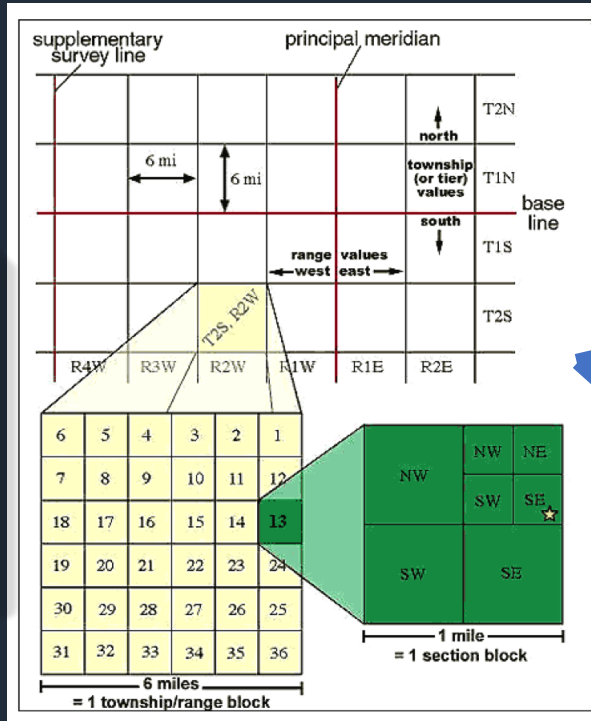 supplementary
survey line
principal meridian
T2N
north
6 mi
6 mi
township
(or tier)
values
T1N
base
line
south
range values
west east
T1S
T2S, R2W
T2S
R4W R3W R2W R1W R1E R2E
6 5 4 3 2 1
7 8 9 10 11 12
18 17 16 15 14 13
19 20 21 22 23 24
30 29 28 27 26 25
31 32 33 34 35 36
NW
NW NE
SW SE
SW SE
6 miles
= 1 township/range block
1 mile
= 1 section block